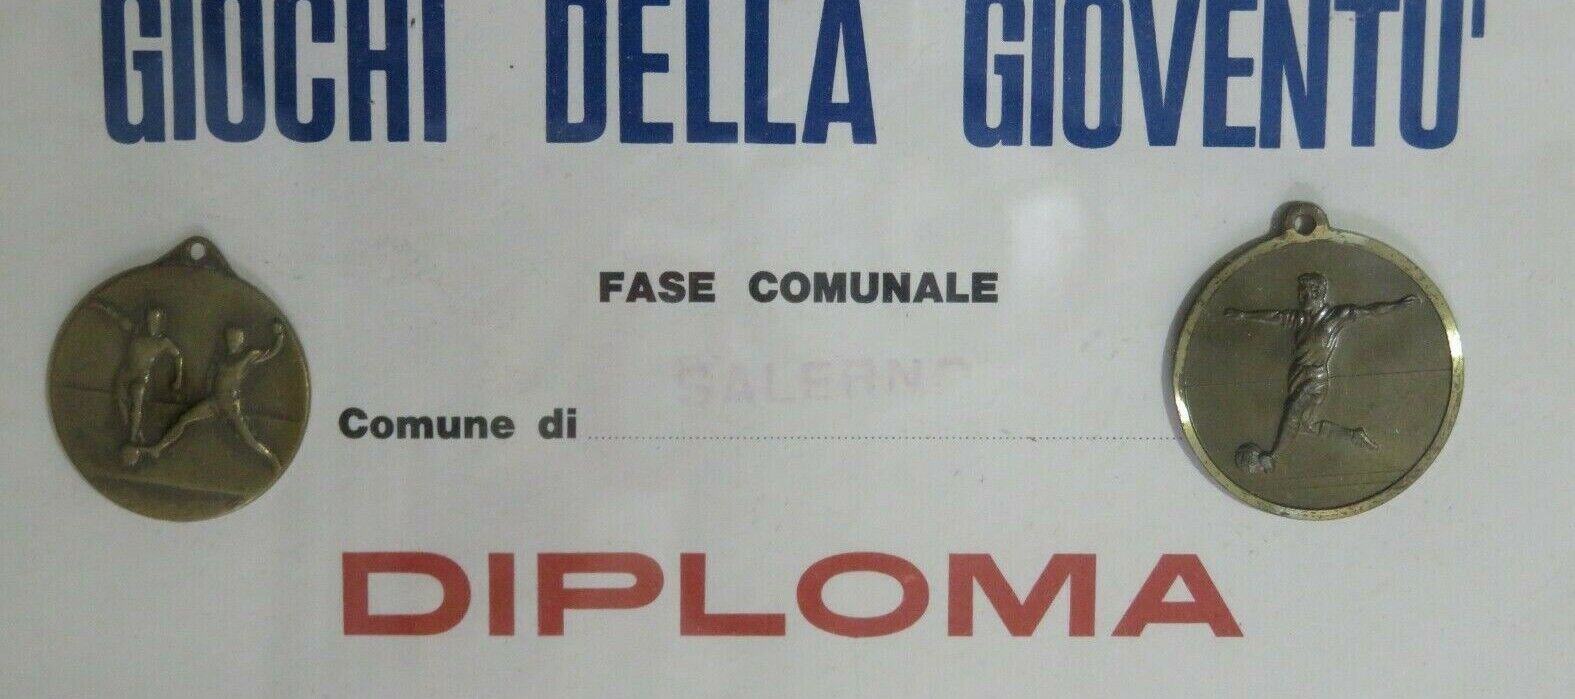 GIOCHI DELLA GIOVENTU'
FASE COMUNALE
SALERNO
Comune di
DIPLOMA